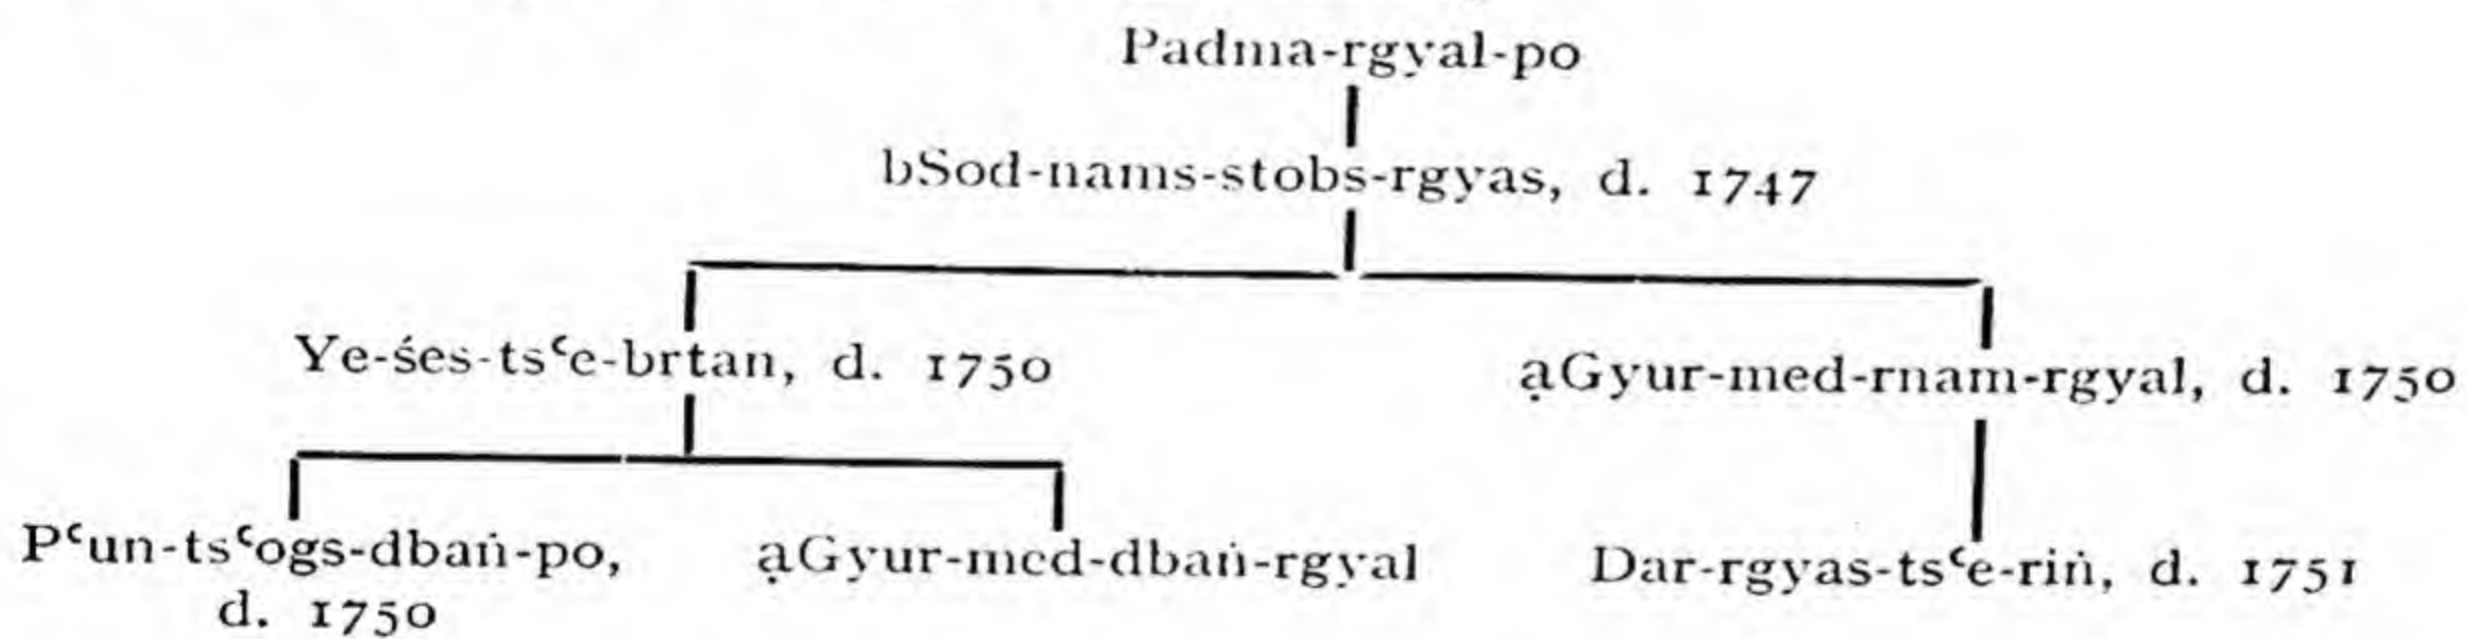 Padma-rgyal-po
bSod-nams-stobs-rgyas, d. 1747
Ye-śes-tsʿe-brtan, d. 1750
ạGyur-med-rnam-rgyal, d. 1750
Pʿun-tsʿogs-dbaṅ-po,
d. 1750
ạGyur-med-dbaṅ-rgyal
Dar-rgyas-tsʿe-riṅ, d. 1751